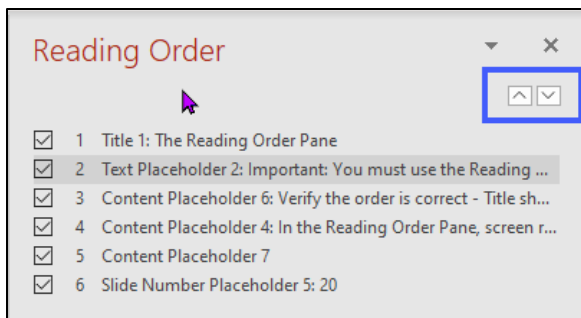 Reading Order
1 Title 1: The Reading Order Pane
2 Text Placeholder 2: Important: You must use the Reading ...
3 Content Placeholder 6: Verify the order is correct - Title sh...
4 Content Placeholder 4: In the Reading Order Pane, screen r...
5 Content Placeholder 7
6 Slide Number Placeholder 5: 20